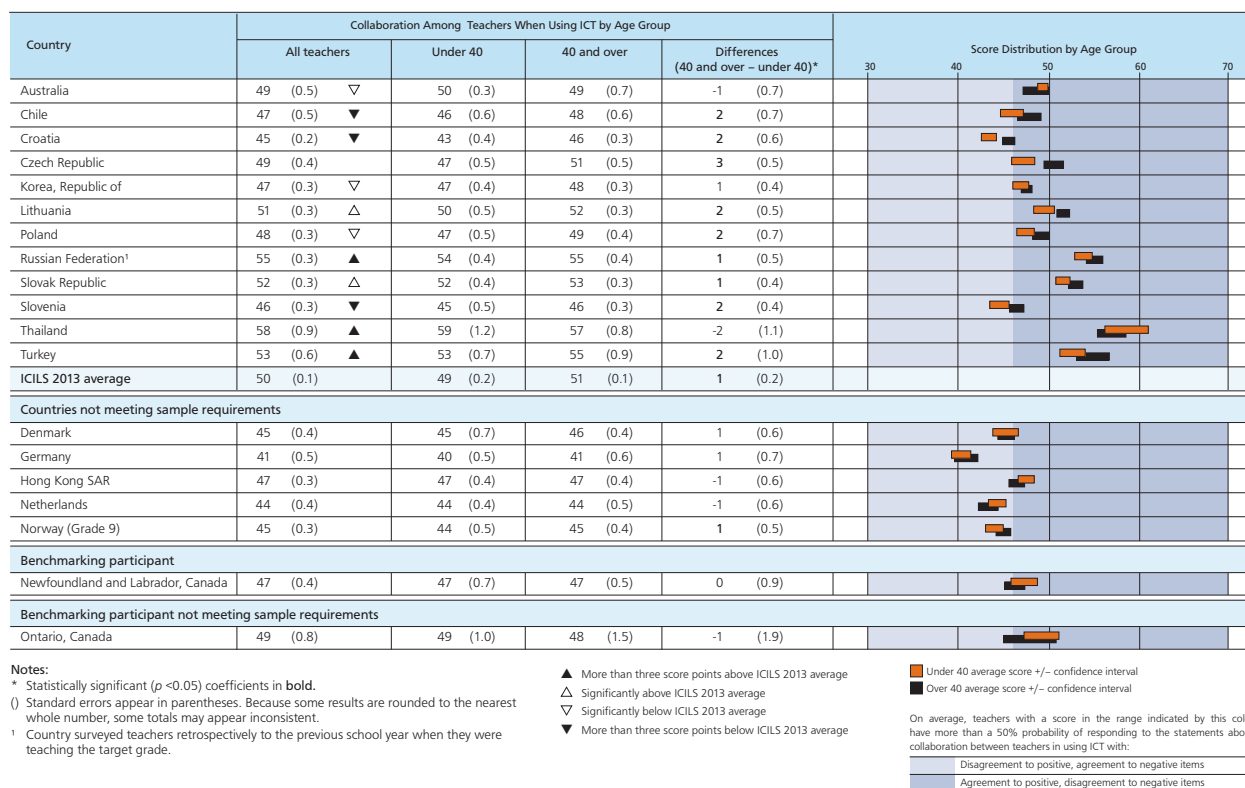 Country
Collaboration Among Teachers When Using ICT by Age Group
All teachers Under 40 40 and over Differences
(40 and over – under 40)*
Score Distribution by Age Group
30 40 50 60 70
Australia 49 (0.5) ▽ 50 (0.3) 49 (0.7) -1 (0.7)
Chile 47 (0.5) ▼ 46 (0.6) 48 (0.6) 2 (0.7)
Croatia 45 (0.2) ▼ 43 (0.4) 46 (0.3) 2 (0.6)
Czech Republic 49 (0.4) 47 (0.5) 51 (0.5) 3 (0.5)
Korea, Republic of 47 (0.3) ▽ 47 (0.4) 48 (0.3) 1 (0.4)
Lithuania 51 (0.3) △ 50 (0.5) 52 (0.3) 2 (0.5)
Poland 48 (0.3) ▽ 47 (0.5) 49 (0.4) 2 (0.7)
Russian Federation¹ 55 (0.3) ▲ 54 (0.4) 55 (0.4) 1 (0.5)
Slovak Republic 52 (0.3) △ 52 (0.4) 53 (0.3) 1 (0.4)
Slovenia 46 (0.3) ▼ 45 (0.5) 46 (0.3) 2 (0.4)
Thailand 58 (0.9) ▲ 59 (1.2) 57 (0.8) -2 (1.1)
Turkey 53 (0.6) ▲ 53 (0.7) 55 (0.9) 2 (1.0)
ICILS 2013 average 50 (0.1) 49 (0.2) 51 (0.1) 1 (0.2)
Countries not meeting sample requirements
Denmark 45 (0.4) 45 (0.7) 46 (0.4) 1 (0.6)
Germany 41 (0.5) 40 (0.5) 41 (0.6) 1 (0.7)
Hong Kong SAR 47 (0.3) 47 (0.4) 47 (0.4) -1 (0.6)
Netherlands 44 (0.4) 44 (0.4) 44 (0.5) -1 (0.6)
Norway (Grade 9) 45 (0.3) 44 (0.5) 45 (0.4) 1 (0.5)
Benchmarking participant
Newfoundland and Labrador, Canada 47 (0.4) 47 (0.7) 47 (0.5) 0 (0.9)
Benchmarking participant not meeting sample requirements
Ontario, Canada 49 (0.8) 49 (1.0) 48 (1.5) -1 (1.9)
Notes:
* Statistically significant (p <0.05) coefficients in bold.
() Standard errors appear in parentheses. Because some results are rounded to the nearest
whole number, some totals may appear inconsistent.
¹ Country surveyed teachers retrospectively to the previous school year when they were
teaching the target grade.
▲ More than three score points above ICILS 2013 average
△ Significantly above ICILS 2013 average
▽ Significantly below ICILS 2013 average
▼ More than three score points below ICILS 2013 average
Under 40 average score +/– confidence interval
Over 40 average score +/– confidence interval
On average, teachers with a score in the range indicated by this col
have more than a 50% probability of responding to the statements abo
collaboration between teachers in using ICT with:
Disagreement to positive, agreement to negative items
Agreement to positive, disagreement to negative items